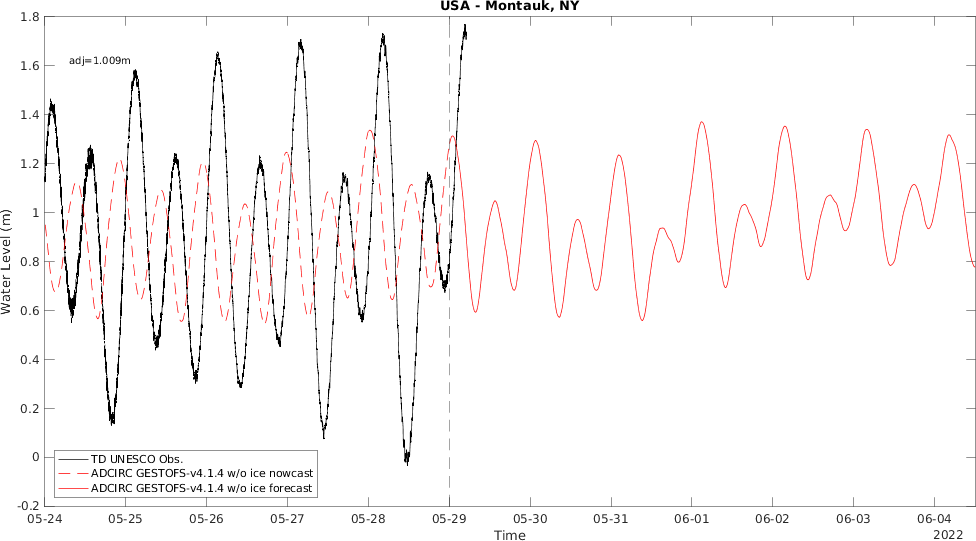 USA - Montauk, NY
1.8
1.6
1.4
1.2
1
0.8
0.6
0.4
0.2
0
-0.2
Water Level (m)
adj=1.009m
TD UNESCO Obs.
ADCIRC GESTOFS-v4.1.4 w/o ice nowcast
ADCIRC GESTOFS-v4.1.4 w/o ice forecast
05-24 05-25 05-26 05-27 05-28 05-29 05-30 05-31 06-01 06-02 06-03 06-04
Time
2022